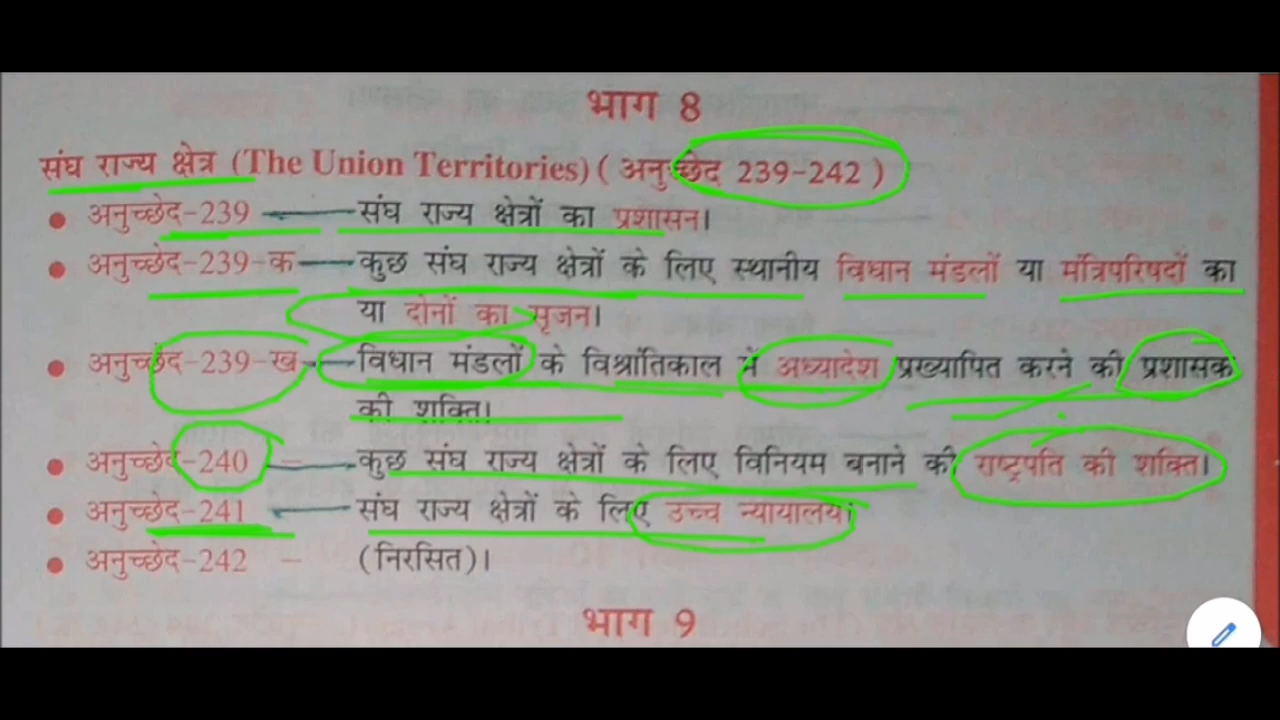 भाग 8
संघ राज्य क्षेत्र (The Union Territories) ( अनुच्छेद 239-242 )
• अनुच्छेद-239 — संघ राज्य क्षेत्रों का प्रशासन।
• अनुच्छेद-239-क — कुछ संघ राज्य क्षेत्रों के लिए स्थानीय विधान मंडलों या मंत्रिपरिषदों का
या दोनों का सृजन।
• अनुच्छेद-239-ख — विधान मंडलों के विश्रांतिकाल में अध्यादेश प्रख्यापित करने की प्रशासक
की शक्ति।
• अनुच्छेद-240 — कुछ संघ राज्य क्षेत्रों के लिए विनियम बनाने की राष्ट्रपति की शक्ति।
• अनुच्छेद-241 — संघ राज्य क्षेत्रों के लिए उच्च न्यायालय।
• अनुच्छेद-242 – (निरसित)।
भाग 9